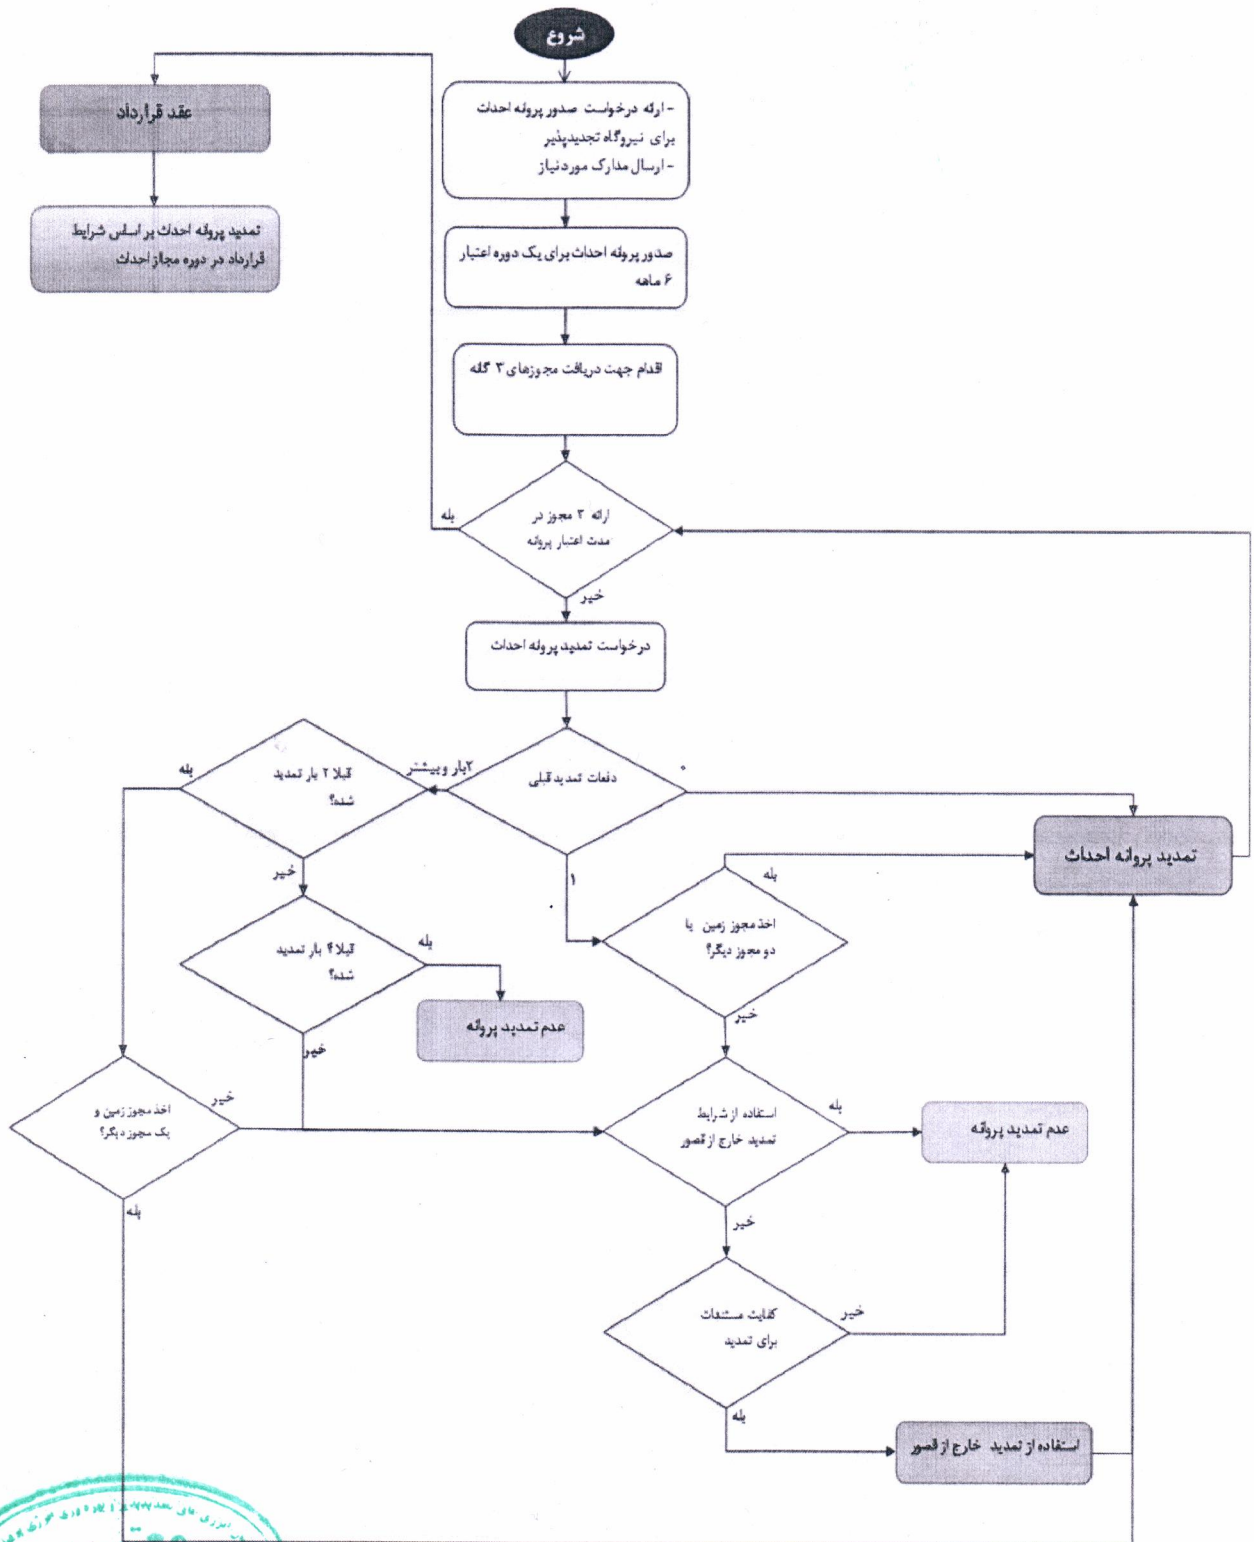 شروع
- ارائه درخواست صدور پروانه احداث
برای نیروگاه تجدیدپذیر
- ارسال مدارک موردنیاز
عقد قرارداد
تمدید پروانه احداث بر اساس شرایط
قرارداد در دوره مجاز احداث
صدور پروانه احداث برای یک دوره اعتبار
۶ ماهه
اقدام جهت دریافت مجوزهای ۳ گانه
ارائه ۳ مجوز در
مدت اعتبار پروانه
بله
خیر
درخواست تمدید پروانه احداث
دفعات تمدید قبلی
۲بار وبیشتر
۰
۱
قبلا ۲ بار تمدید
شده؟
بله
خیر
تمدید پروانه احداث
اخذ مجوز زمین یا
دو مجوز دیگر؟
بله
خیر
قبلا ۴ بار تمدید
شده؟
بله
خیر
عدم تمدید پروانه
اخذ مجوز زمین و
یک مجوز دیگر؟
خیر
بله
استفاده از شرایط
تمدید خارج از قصور
بله
خیر
عدم تمدید پروانه
کفایت مستندات
برای تمدید
خیر
بله
استفاده از تمدید خارج از قصور